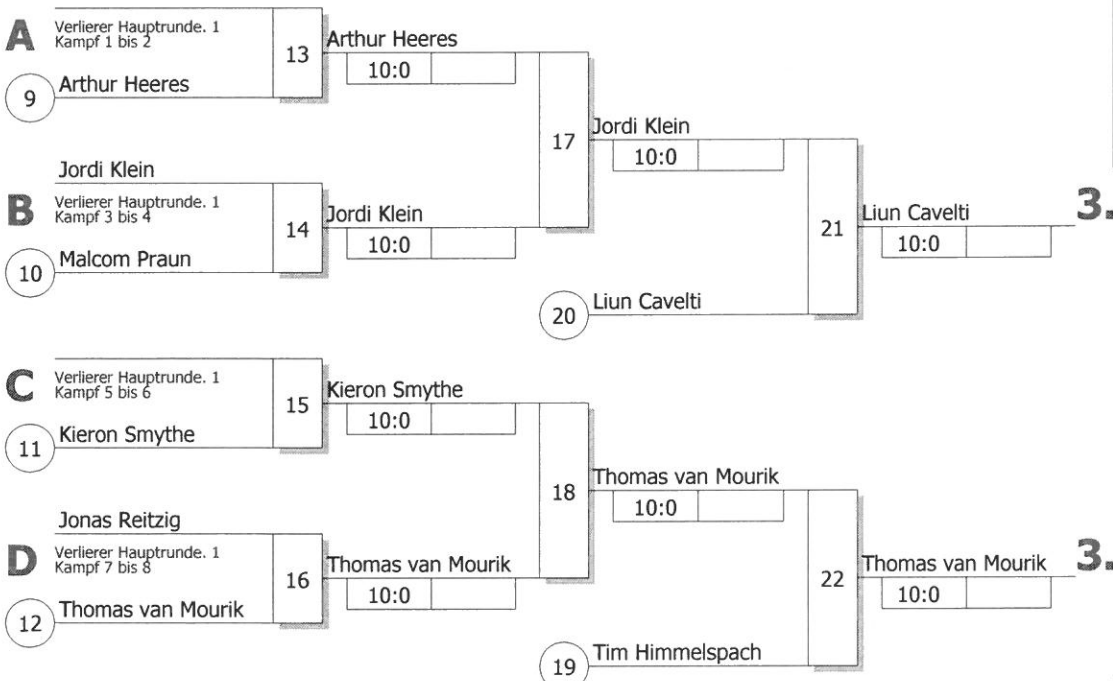 A
Verlierer Hauptrunde. 1
Kampf 1 bis 2
9
Arthur Heeres
13
Arthur Heeres
10:0
Jordi Klein
B
Verlierer Hauptrunde. 1
Kampf 3 bis 4
10
Malcom Praun
14
Jordi Klein
10:0
17
Jordi Klein
10:0
20
Liun Cavelti
21
Liun Cavelti
10:0
3.
C
Verlierer Hauptrunde. 1
Kampf 5 bis 6
11
Kieron Smythe
15
Kieron Smythe
10:0
Jonas Reitzig
D
Verlierer Hauptrunde. 1
Kampf 7 bis 8
12
Thomas van Mourik
16
Thomas van Mourik
10:0
18
Thomas van Mourik
10:0
19
Tim Himmelspach
22
Thomas van Mourik
10:0
3.